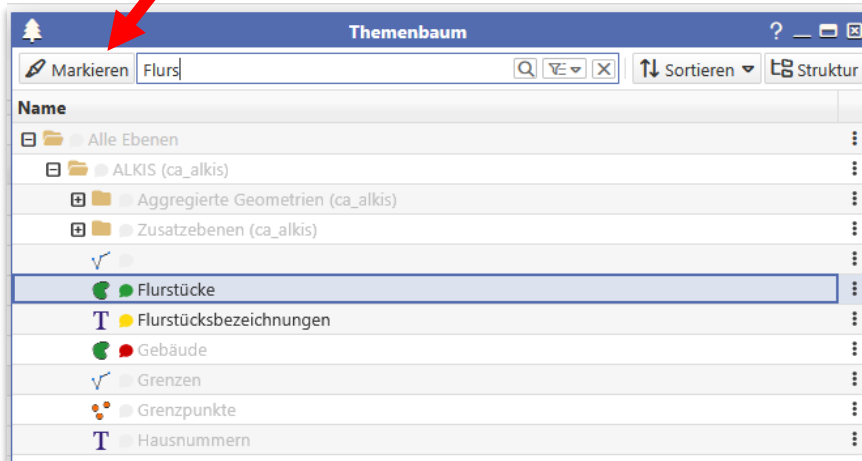 Themenbaum ?
Markieren Flurs Sortieren Struktur
Name
Alle Ebenen
ALKIS (ca_alkis)
Aggregierte Geometrien (ca_alkis)
Zusatzebenen (ca_alkis)
Flurstücke
T Flurstücksbezeichnungen
Gebäude
Grenzen
Grenzpunkte
T Hausnummern